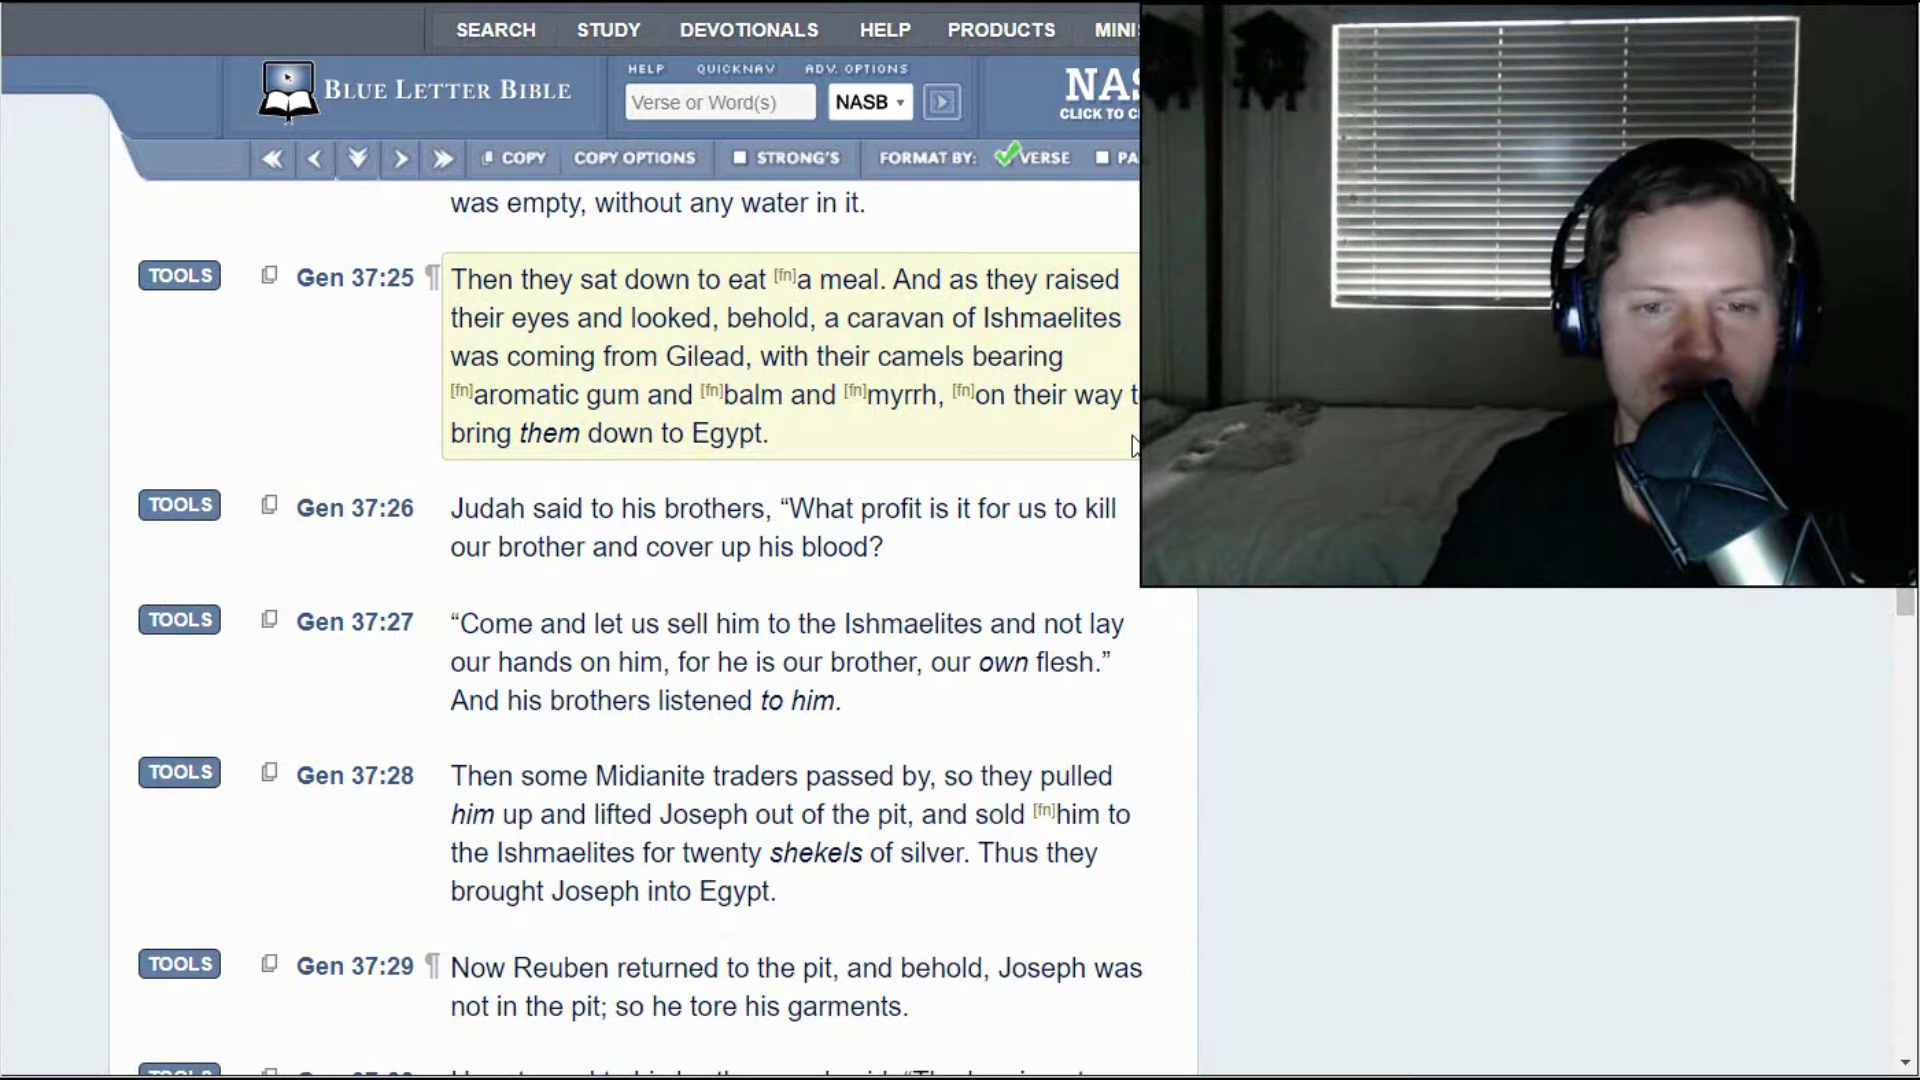 SEARCH STUDY DEVOTIONALS HELP PRODUCTS MINI
HELP QUICKNAV ADV. OPTIONS
BLUE LETTER BIBLE
Verse or Word(s) NASB
NAS
CLICK TO C
COPY COPY OPTIONS STRONG'S FORMAT BY: VERSE PA
was empty, without any water in it.
TOOLS Gen 37:25 ¶ Then they sat down to eat [fn]a meal. And as they raised
their eyes and looked, behold, a caravan of Ishmaelites
was coming from Gilead, with their camels bearing
[fn]aromatic gum and [fn]balm and [fn]myrrh, [fn]on their way t
bring them down to Egypt.
TOOLS Gen 37:26 Judah said to his brothers, “What profit is it for us to kill
our brother and cover up his blood?
TOOLS Gen 37:27 “Come and let us sell him to the Ishmaelites and not lay
our hands on him, for he is our brother, our own flesh.”
And his brothers listened to him.
TOOLS Gen 37:28 Then some Midianite traders passed by, so they pulled
him up and lifted Joseph out of the pit, and sold [fn]him to
the Ishmaelites for twenty shekels of silver. Thus they
brought Joseph into Egypt.
TOOLS Gen 37:29 ¶ Now Reuben returned to the pit, and behold, Joseph was
not in the pit; so he tore his garments.